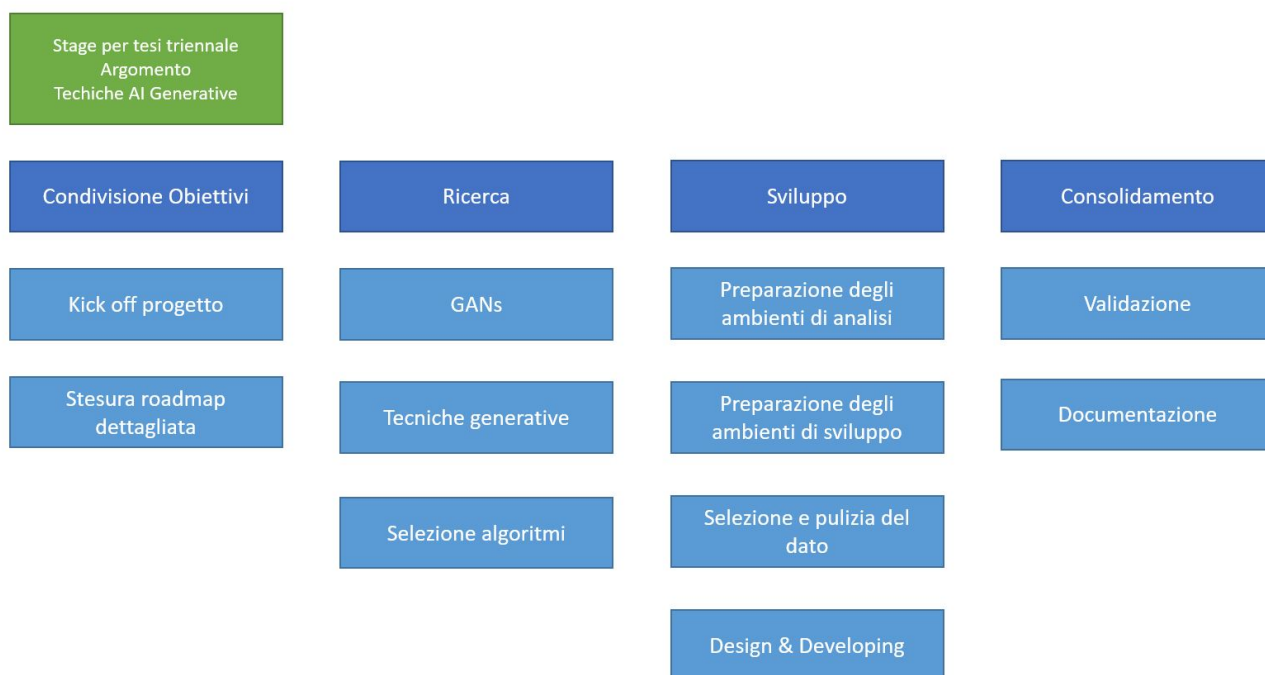 Stage per tesi triennale
Argomento
Techiche AI Generative
Condivisione Obiettivi
Kick off progetto
Stesura roadmap
dettagliata
Ricerca
GANs
Tecniche generative
Selezione algoritmi
Sviluppo
Preparazione degli
ambienti di analisi
Preparazione degli
ambienti di sviluppo
Selezione e pulizia del
dato
Design & Developing
Consolidamento
Validazione
Documentazione